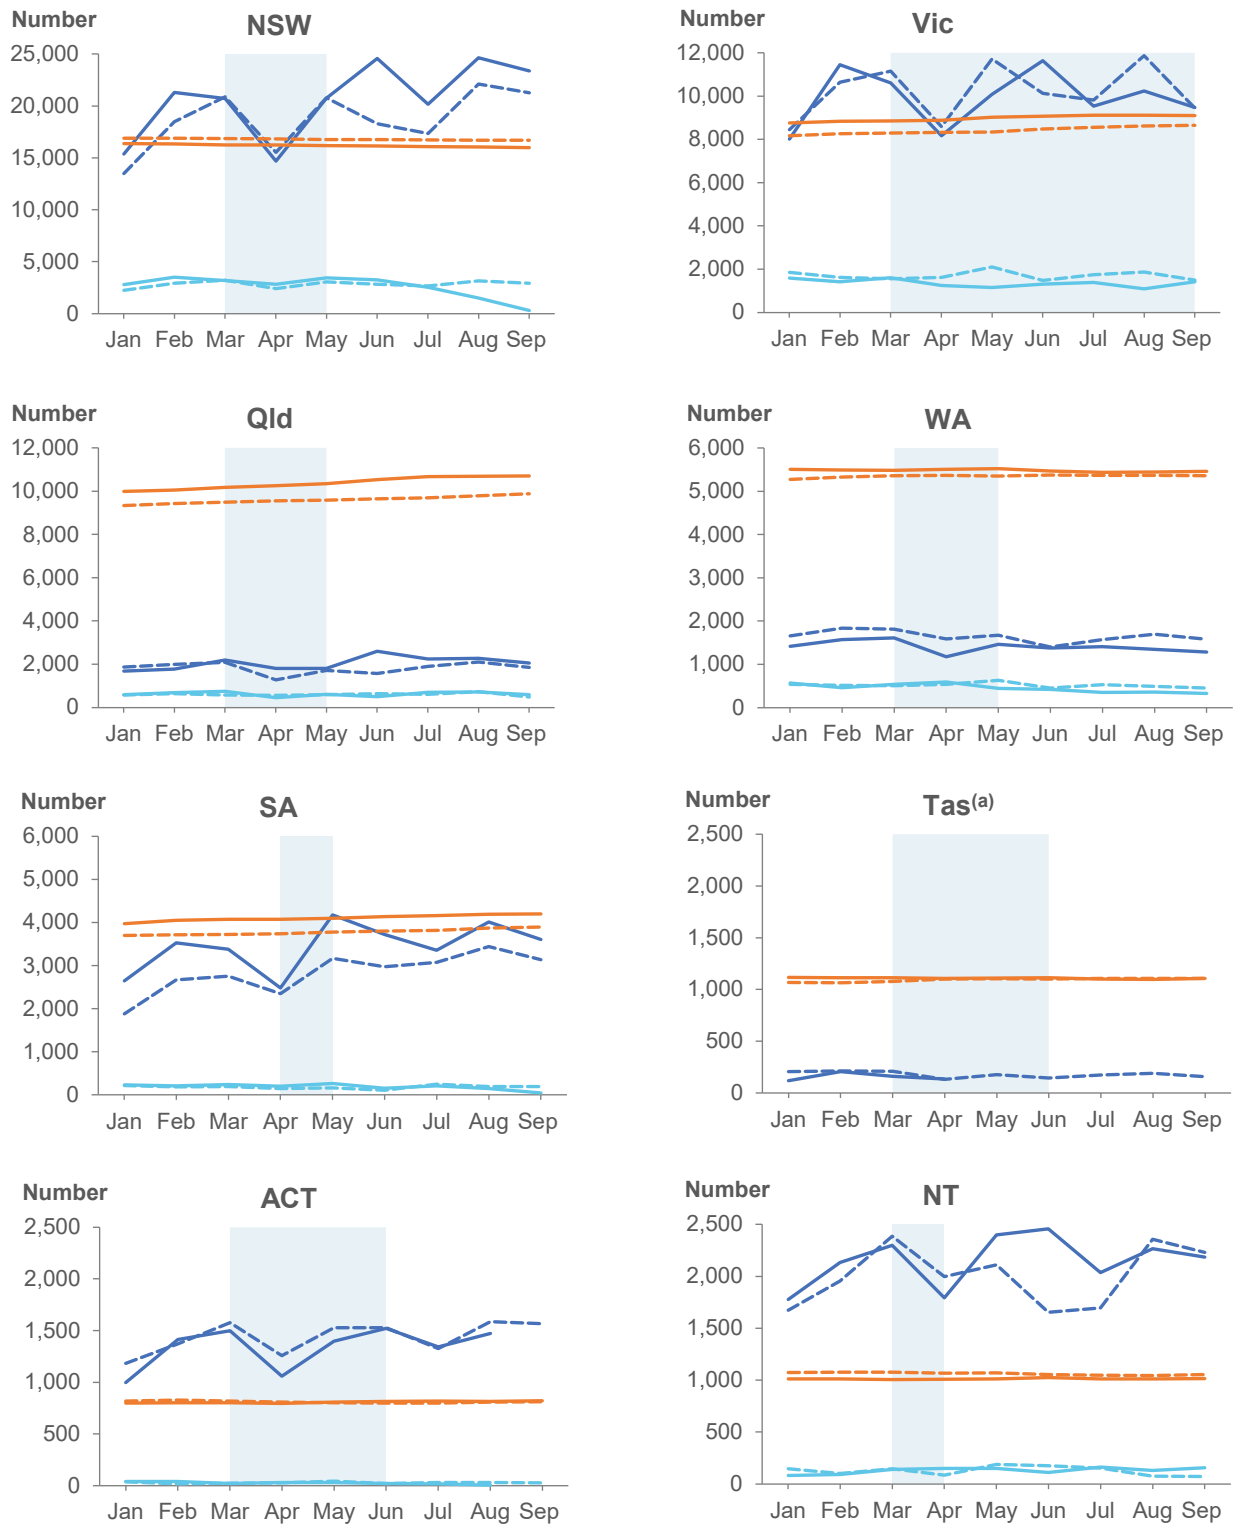 Number
NSW
25,000
20,000
15,000
10,000
5,000
0
Jan Feb Mar Apr May Jun Jul Aug Sep
Number
Vic
12,000
10,000
8,000
6,000
4,000
2,000
0
Jan Feb Mar Apr May Jun Jul Aug Sep
Number
Qld
12,000
10,000
8,000
6,000
4,000
2,000
0
Jan Feb Mar Apr May Jun Jul Aug Sep
Number
WA
6,000
5,000
4,000
3,000
2,000
1,000
0
Jan Feb Mar Apr May Jun Jul Aug Sep
Number
SA
6,000
5,000
4,000
3,000
2,000
1,000
0
Jan Feb Mar Apr May Jun Jul Aug Sep
Number
Tas(a)
2,500
2,000
1,500
1,000
500
0
Jan Feb Mar Apr May Jun Jul Aug Sep
Number
ACT
2,500
2,000
1,500
1,000
500
0
Jan Feb Mar Apr May Jun Jul Aug Sep
Number
NT
2,500
2,000
1,500
1,000
500
0
Jan Feb Mar Apr May Jun Jul Aug Sep